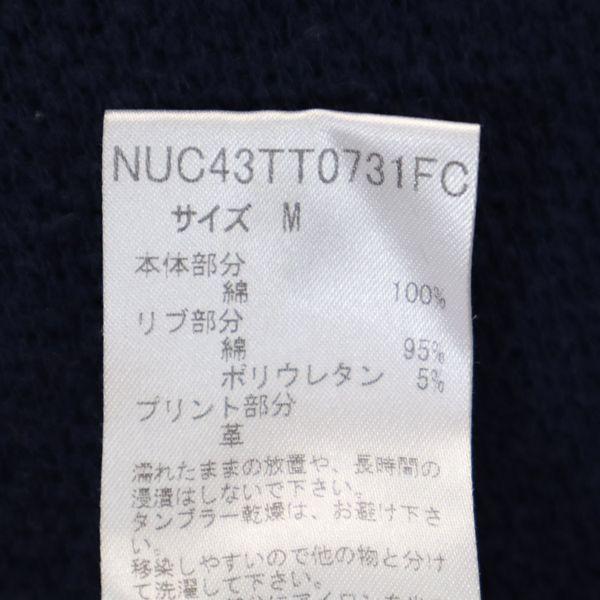 NUC43TT0731FC
サイズ M
本体部分
綿 100%
リブ部分
綿 95%
ポリウレタン 5%
プリント部分
革
濡れたままの放置や、長時間の
浸漬はしないで下さい。
タンブラー乾燥は、お避け下さ
い。
移染しやすいので他の物と分け
て洗濯して下さい。